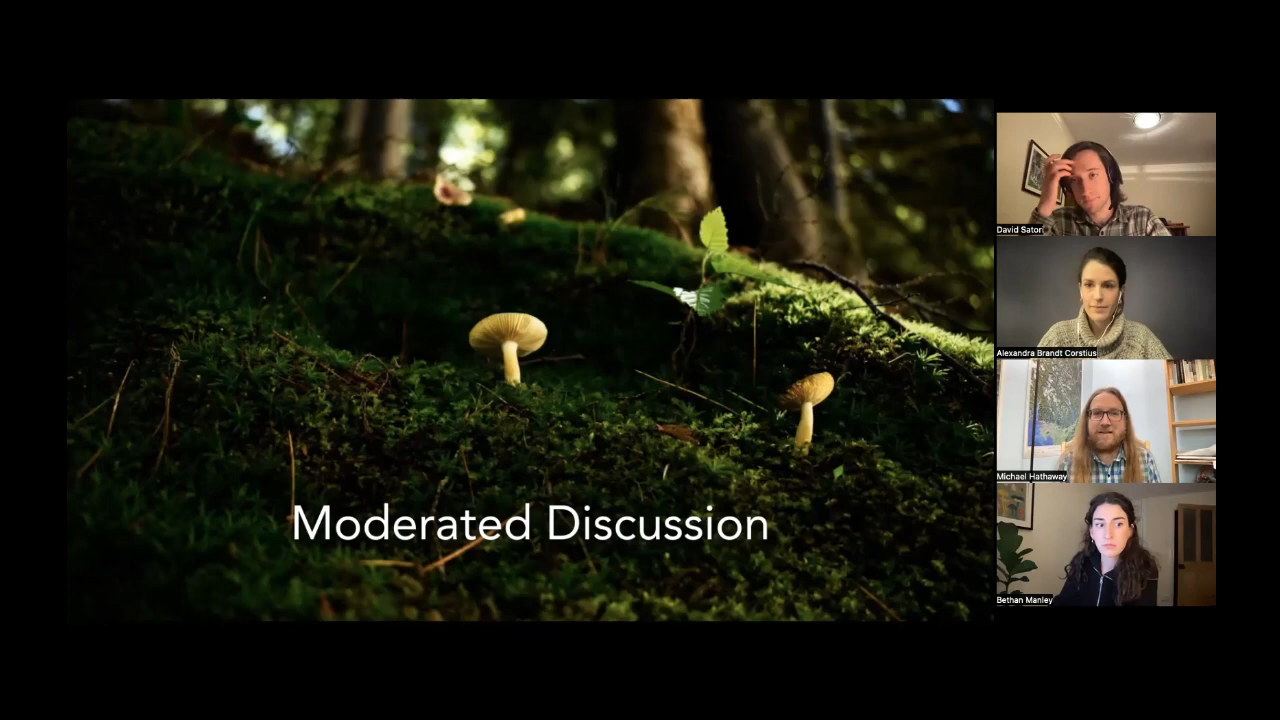 Moderated Discussion
David Sator
Alexandra Brandt Corstius
Michael Hathaway
Bethan Manley